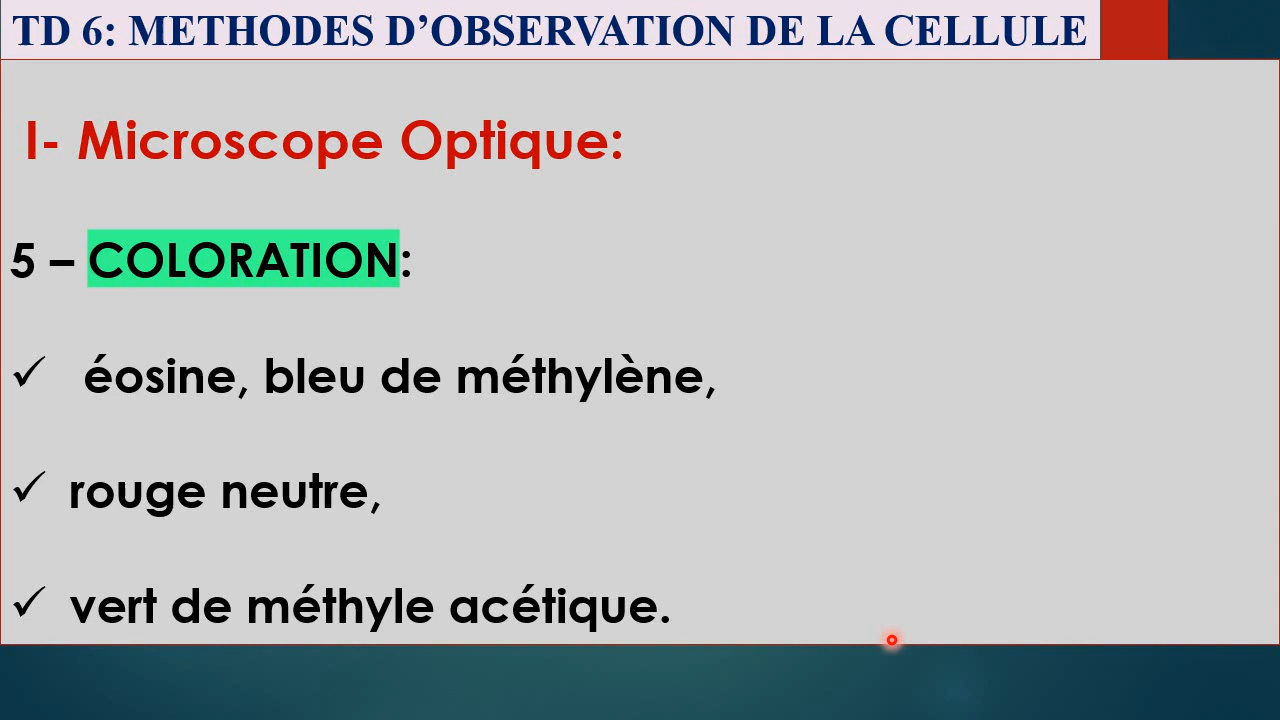 TD 6: METHODES D’OBSERVATION DE LA CELLULE
I- Microscope Optique:
5 – COLORATION:
✓ éosine, bleu de méthylène,
✓ rouge neutre,
✓ vert de méthyle acétique.